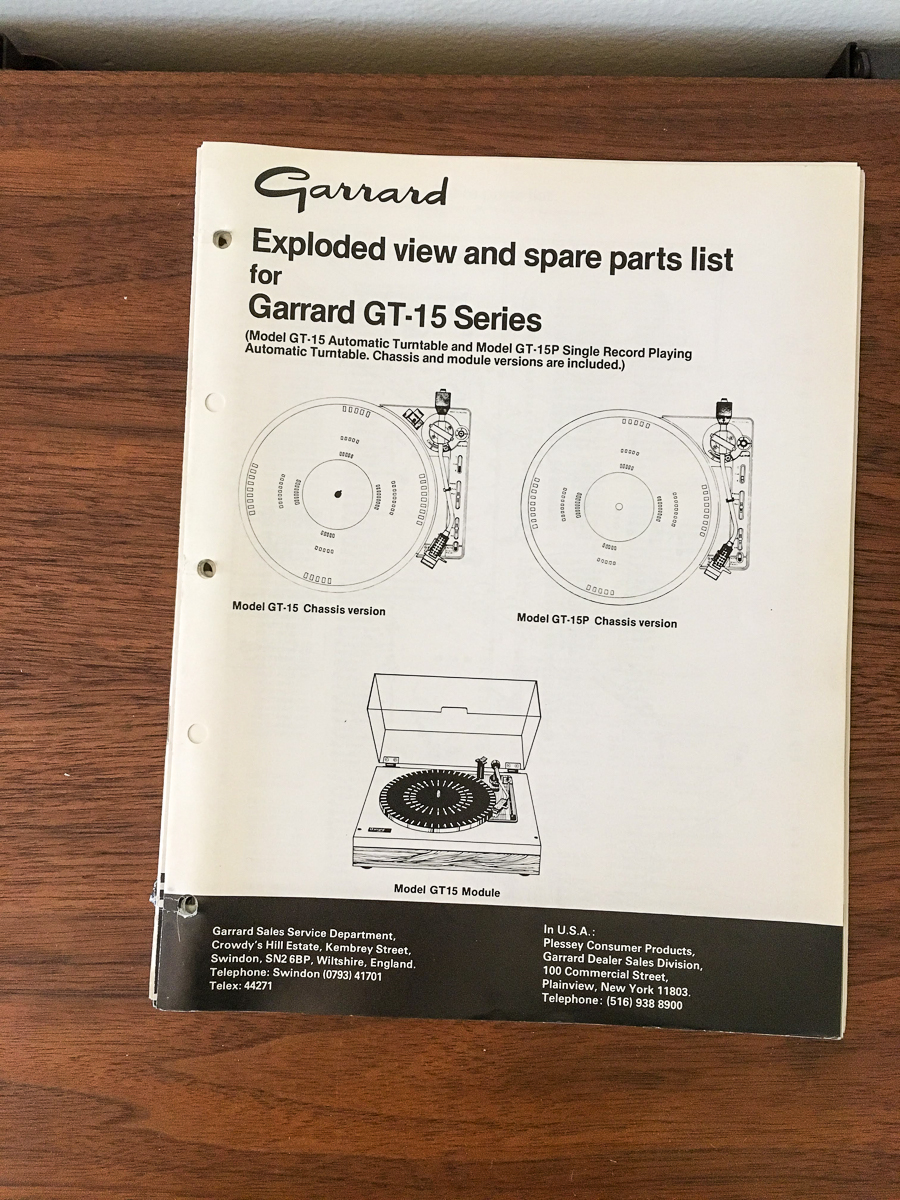 Garrard
Exploded view and spare parts list
for
Garrard GT-15 Series
(Model GT-15 Automatic Turntable and Model GT-15P Single Record Playing
Automatic Turntable. Chassis and module versions are included.)
Model GT-15 Chassis version
Model GT-15P Chassis version
Model GT15 Module
Garrard Sales Service Department,
Crowdy's Hill Estate, Kembrey Street,
Swindon, SN2 6BP, Wiltshire, England.
Telephone: Swindon (0793) 41701
Telex: 44271
In U.S.A.:
Plessey Consumer Products,
Garrard Dealer Sales Division,
100 Commercial Street,
Plainview, New York 11803.
Telephone: (516) 938 8900